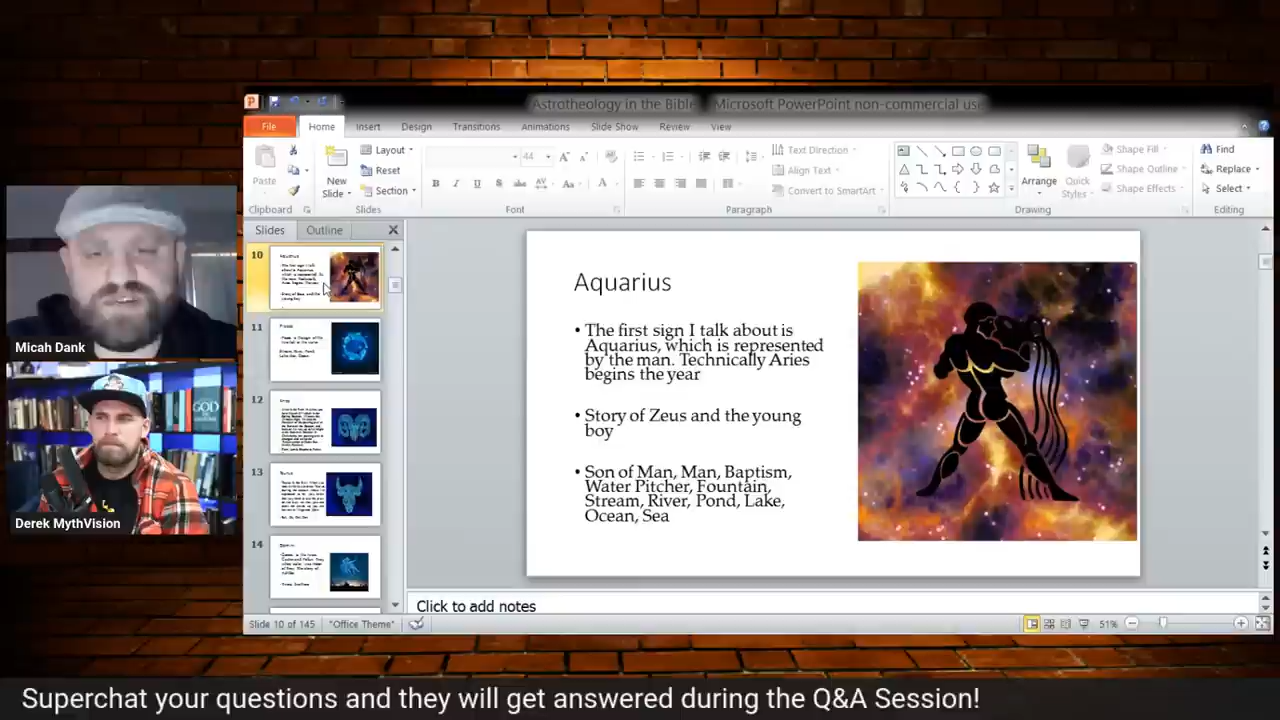 Astrotheology in the Bible - Microsoft PowerPoint non-commercial use
File Home Insert Design Transitions Animations Slide Show Review View
Paste
New Slide
Layout
Reset
Section
44
Text Direction
Align Text
Convert to SmartArt
Arrange
Quick Styles
Shape Fill
Shape Outline
Shape Effects
Find
Replace
Select
Clipboard Slides Font Paragraph Drawing Editing
Slides Outline
10
11
12
13
14
Aquarius
• The first sign I talk about is
Aquarius, which is represented
by the man. Technically Aries
begins the year
• Story of Zeus and the young
boy
• Son of Man, Man, Baptism,
Water Pitcher, Fountain,
Stream, River, Pond, Lake,
Ocean, Sea
Click to add notes
Slide 10 of 145 "Office Theme" 51%
Micah Dank
GOD
Derek MythVision
Superchat your questions and they will get answered during the Q&A Session!